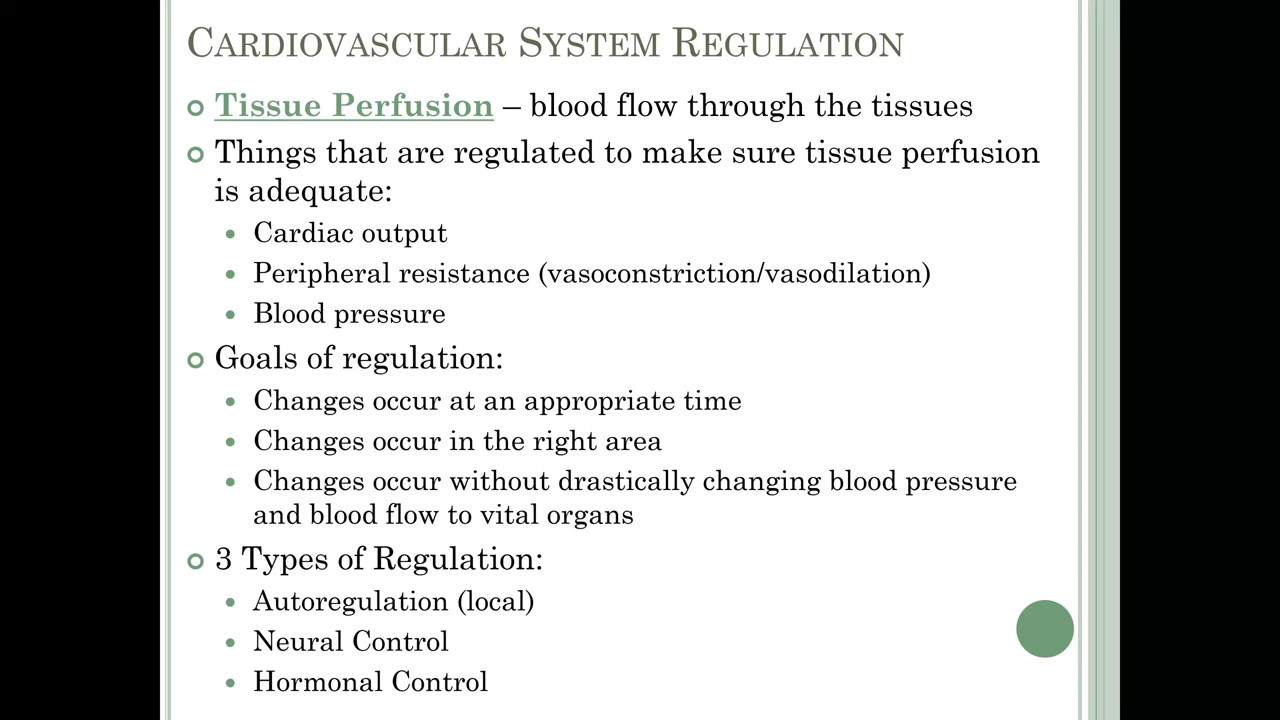 CARDIOVASCULAR SYSTEM REGULATION
Tissue Perfusion – blood flow through the tissues
Things that are regulated to make sure tissue perfusion
is adequate:
Cardiac output
Peripheral resistance (vasoconstriction/vasodilation)
Blood pressure
Goals of regulation:
Changes occur at an appropriate time
Changes occur in the right area
Changes occur without drastically changing blood pressure
and blood flow to vital organs
3 Types of Regulation:
Autoregulation (local)
Neural Control
Hormonal Control